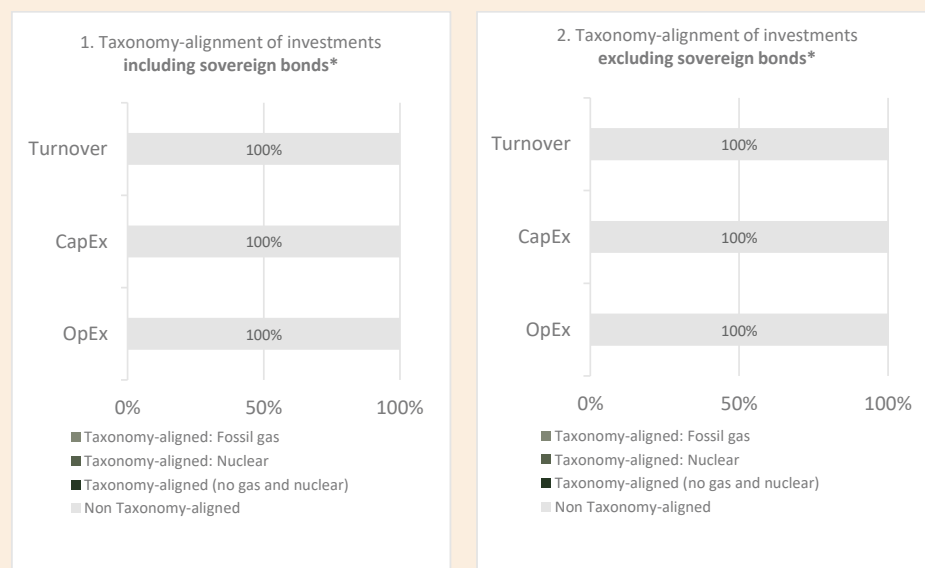 1. Taxonomy-alignment of investments
including sovereign bonds*
Turnover
100%
CapEx
100%
OpEx
100%
0% 50% 100%
Taxonomy-aligned: Fossil gas
Taxonomy-aligned: Nuclear
Taxonomy-aligned (no gas and nuclear)
Non Taxonomy-aligned
2. Taxonomy-alignment of investments
excluding sovereign bonds*
Turnover
100%
CapEx
100%
OpEx
100%
0% 50% 100%
Taxonomy-aligned: Fossil gas
Taxonomy-aligned: Nuclear
Taxonomy-aligned (no gas and nuclear)
Non Taxonomy-aligned